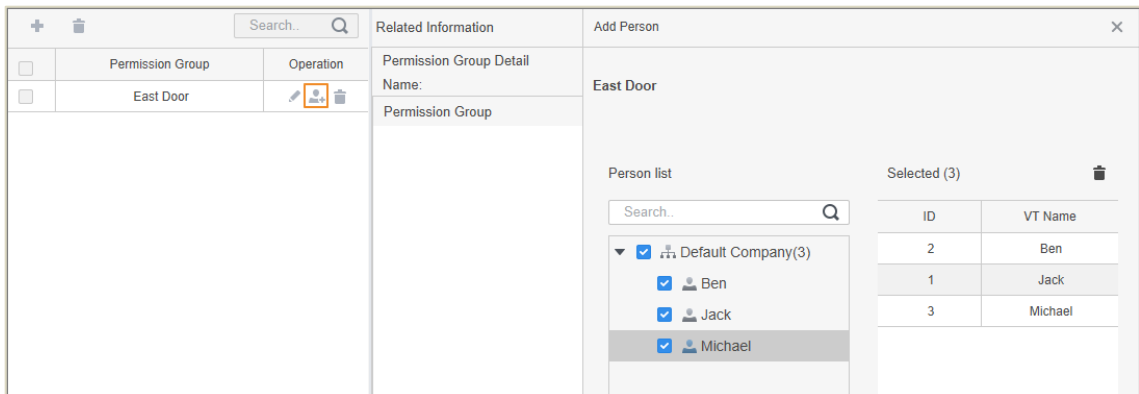 Search..
Permission Group
Operation
East Door
Related Information
Permission Group Detail
Name:
Permission Group
Add Person
East Door
Person list
Search..
Default Company(3)
Ben
Jack
Michael
Selected (3)
ID VT Name
2 Ben
1 Jack
3 Michael